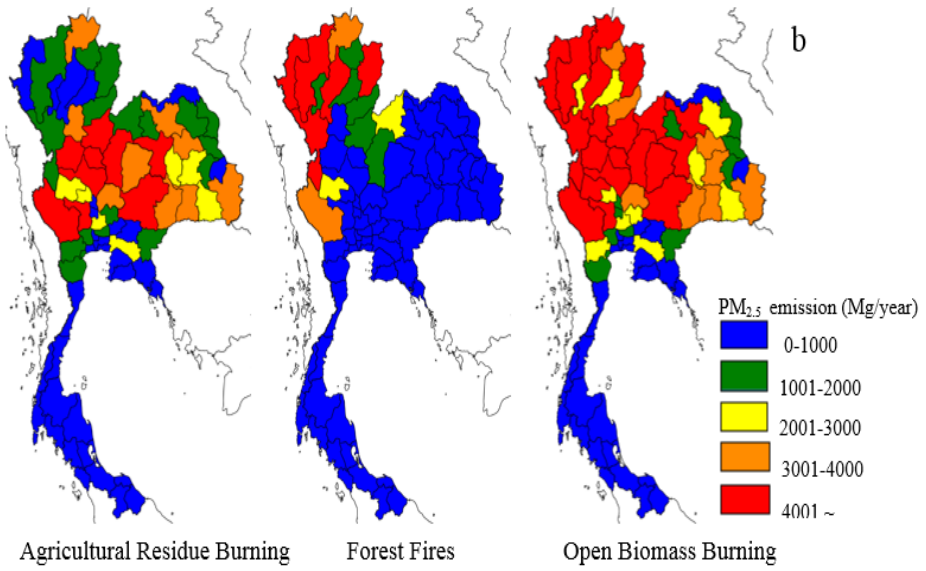 b
PM2.5 emission (Mg/year)
0-1000
1001-2000
2001-3000
3001-4000
4001 ~
Agricultural Residue Burning
Forest Fires
Open Biomass Burning